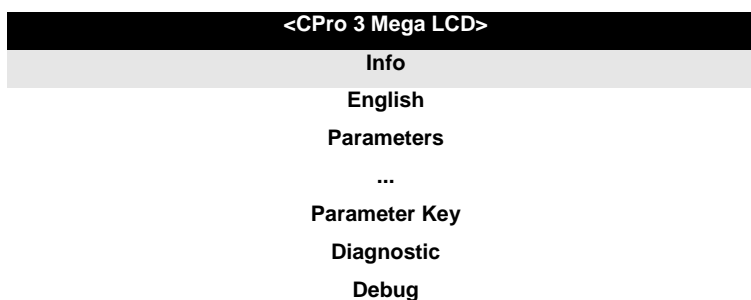 <CPro 3 Mega LCD>
Info
English
Parameters
...
Parameter Key
Diagnostic
Debug